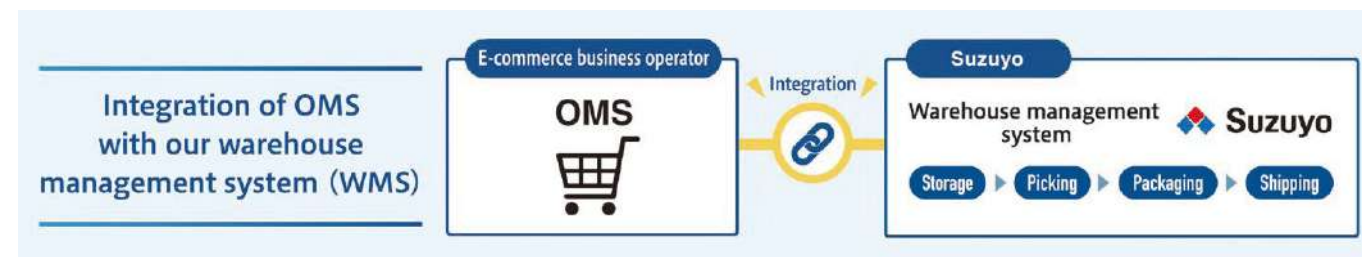 Integration of OMS
with our warehouse
management system (WMS)
E-commerce business operator
OMS
Integration
Suzuyo
Warehouse management
system
Suzuyo
Storage
Picking
Packaging
Shipping